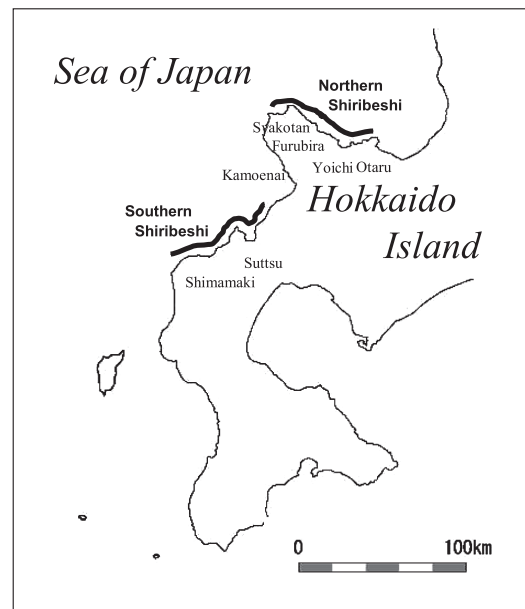 Sea of Japan
Northern
Shiribeshi
Syakotan
Furubira
Yoichi Otaru
Kamoenai
Hokkaido
Island
Southern
Shiribeshi
Suttsu
Shimamaki
0 100km